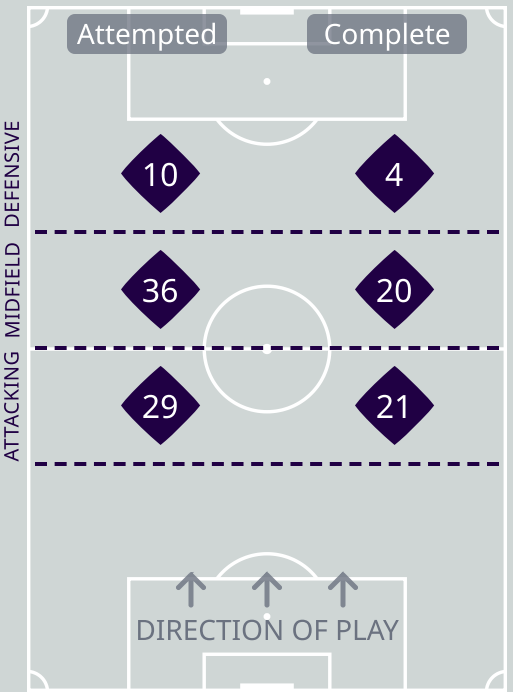 Attempted Complete
DEFENSIVE
10 4
MIDFIELD
36 20
ATTACKING
29 21
DIRECTION OF PLAY